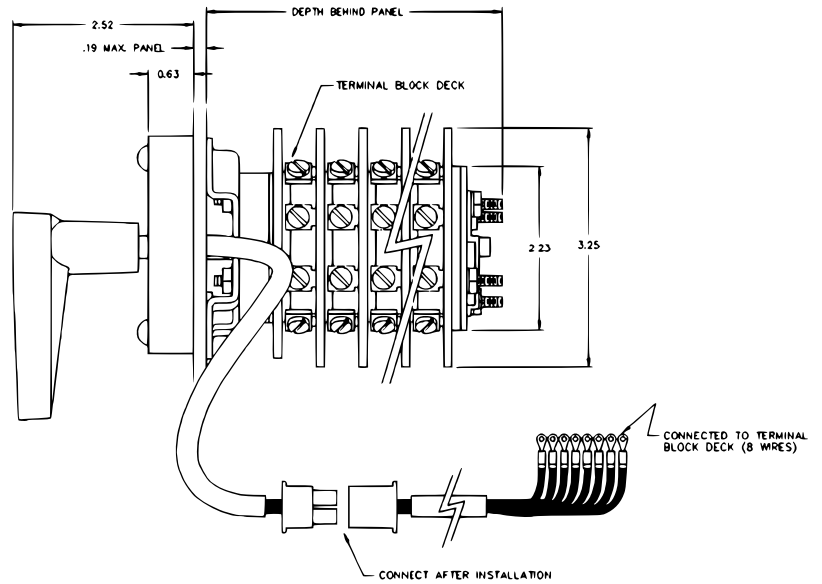 DEPTH BEHIND PANEL
2.52
.19 MAX. PANEL
0.63
TERMINAL BLOCK DECK
2.23
3.25
CONNECTED TO TERMINAL
BLOCK DECK (8 WIRES)
CONNECT AFTER INSTALLATION